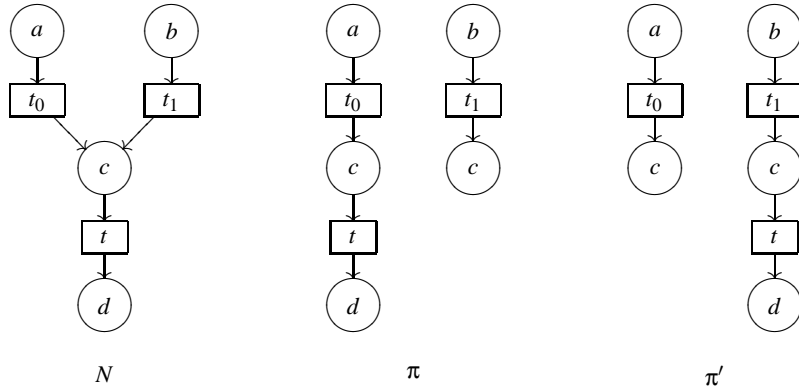 a b a b a b
t₀ t₁ t₀ t₁ t₀ t₁
c c c c c
t t t
d d d
N π π′